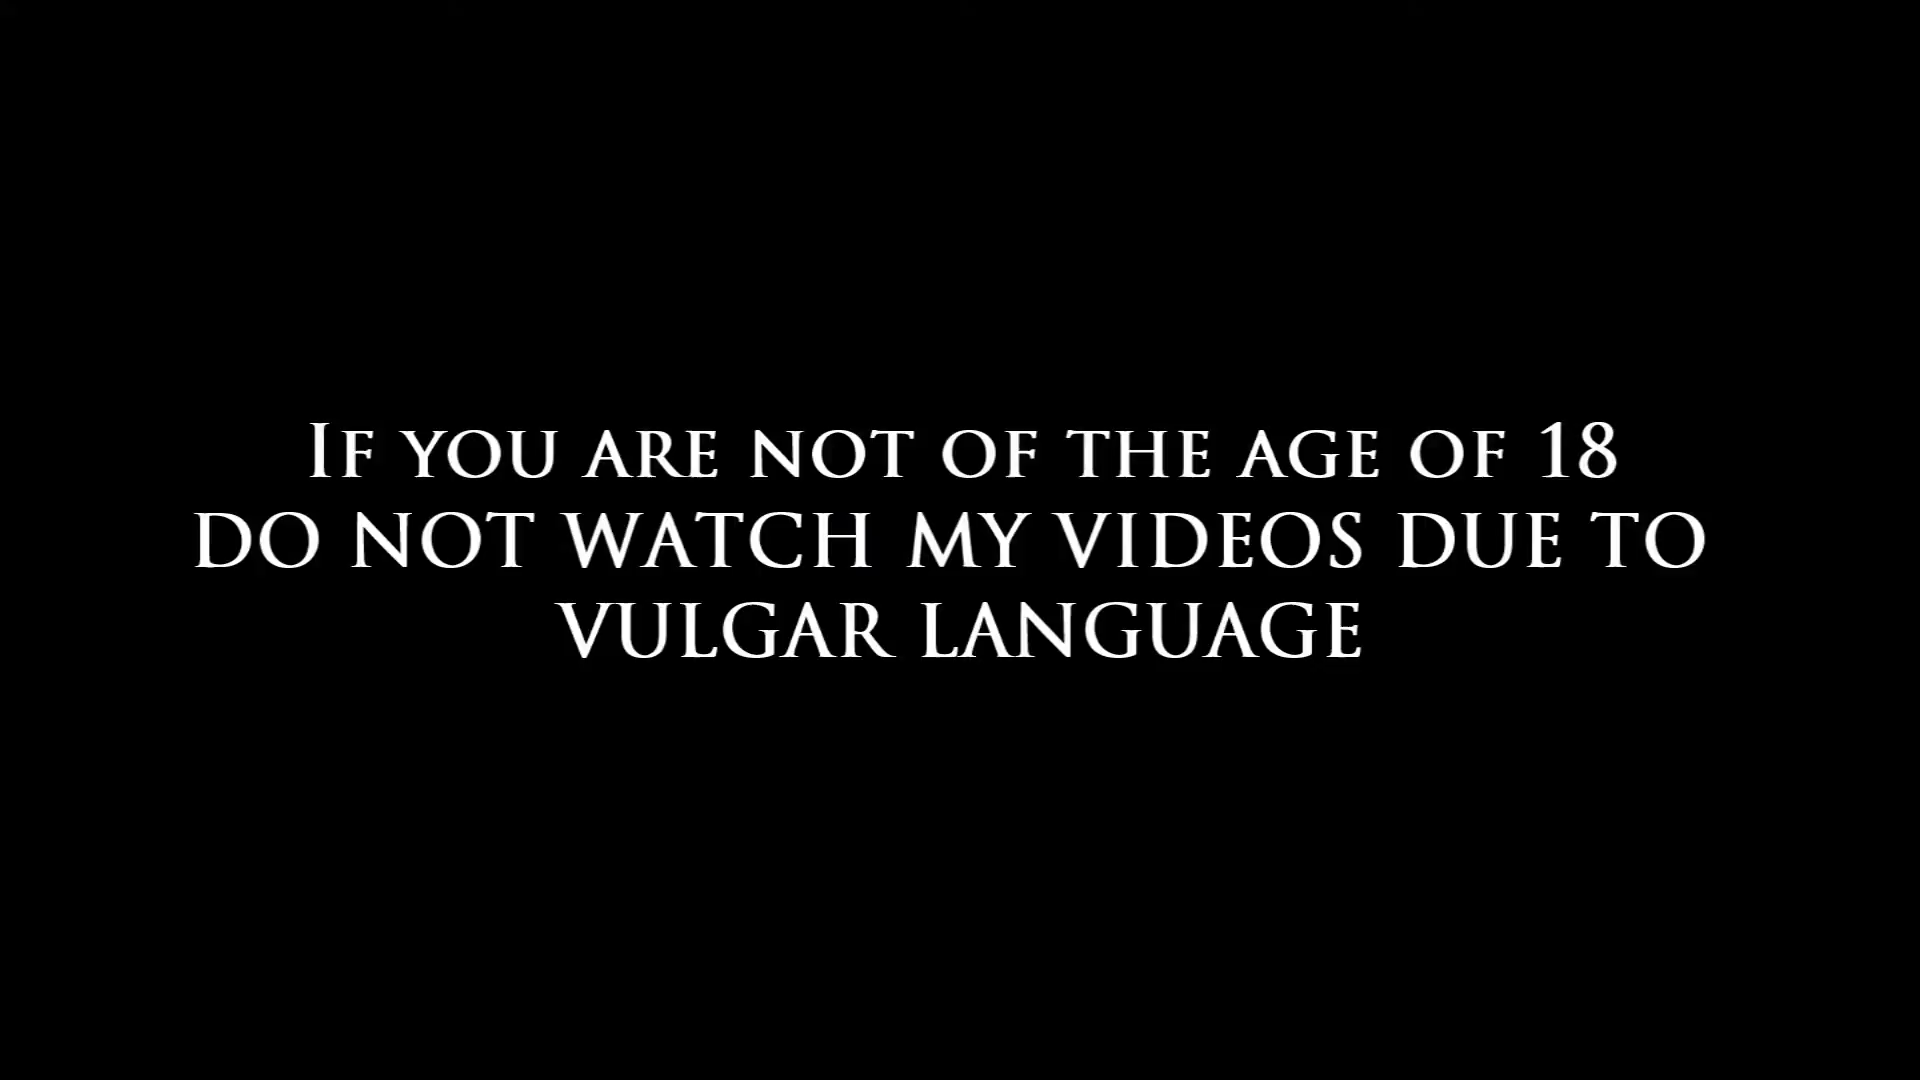 If you are not of the age of 18
DO NOT WATCH MY VIDEOS DUE TO
VULGAR LANGUAGE